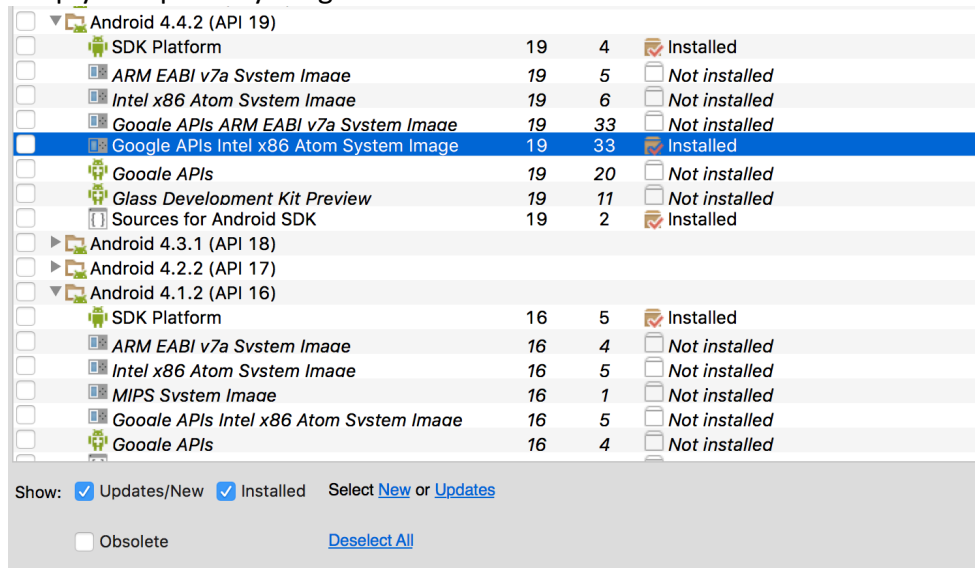 Android 4.4.2 (API 19)
SDK Platform 19 4 Installed
ARM EABI v7a System Image 19 5 Not installed
Intel x86 Atom System Image 19 6 Not installed
Google APIs ARM EABI v7a System Image 19 33 Not installed
Google APIs Intel x86 Atom System Image 19 33 Installed
Google APIs 19 20 Not installed
Glass Development Kit Preview 19 11 Not installed
Sources for Android SDK 19 2 Installed
Android 4.3.1 (API 18)
Android 4.2.2 (API 17)
Android 4.1.2 (API 16)
SDK Platform 16 5 Installed
ARM EABI v7a System Image 16 4 Not installed
Intel x86 Atom System Image 16 5 Not installed
MIPS System Image 16 1 Not installed
Google APIs Intel x86 Atom System Image 16 5 Not installed
Google APIs 16 4 Not installed
Show: Updates/New Installed Select New or Updates
Obsolete Deselect All